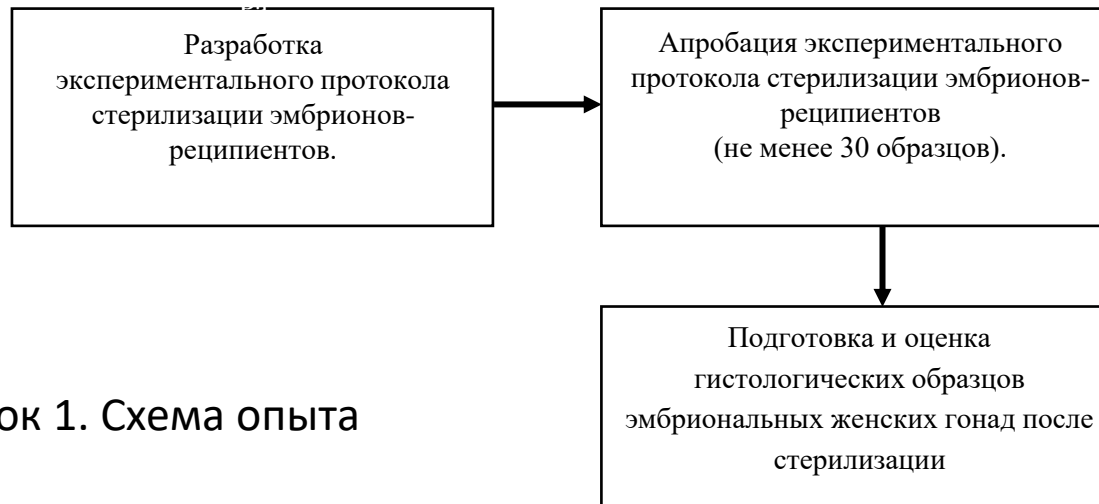 Разработка
экспериментального протокола
стерилизации эмбрионов-
реципиентов.
Апробация экспериментального
протокола стерилизации эмбрионов-
реципиентов
(не менее 30 образцов).
Подготовка и оценка
гистологических образцов
эмбриональных женских гонад после
стерилизации
ок 1. Схема опыта